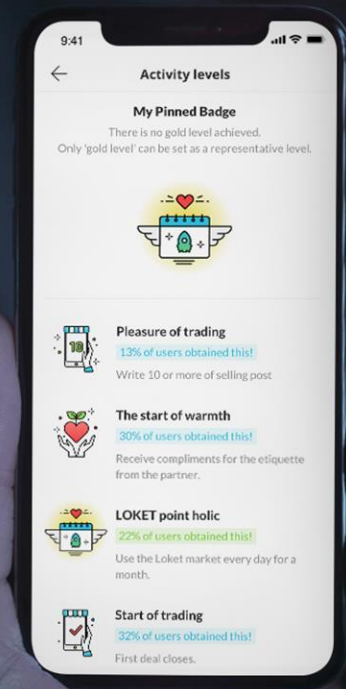 9:41
Activity levels
My Pinned Badge
There is no gold level achieved.
Only 'gold level' can be set as a representative level.
Pleasure of trading
10
13% of users obtained this!
Write 10 or more of selling post
The start of warmth
30% of users obtained this!
Receive compliments for the etiquette
from the partner.
LOKET point holic
22% of users obtained this!
Use the Loket market every day for a
month.
Start of trading
32% of users obtained this!
First deal closes.